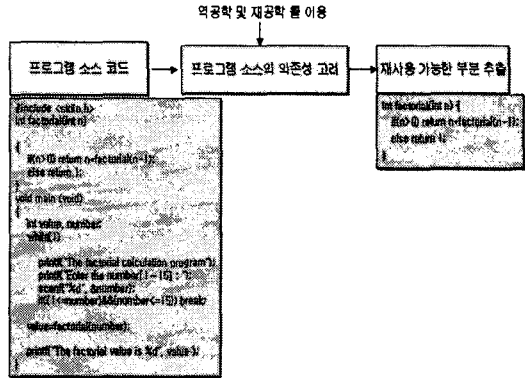 역공학 및 재공학 툴 이용
프로그램 소스 코드
프로그램 소스의 의존성 고려
재사용 가능한 부분 추출
#include <stdio.h>
int factorial(int n)
{
if(n>0) return n*factorial(n-1);
else return 1;
}
void main (void)
{
int value, number;
while(1)
printf("The factorial calculation program");
printf("Enter the number[1-15] : ");
scanf("%d", &number);
if((1<=number)&&(number<=15)) break;
value=factorial(number);
printf("The factorial value is %d", value );
}
int factorial(int n) {
if(n>0) return n*factorial(n-1);
else return 1;
}